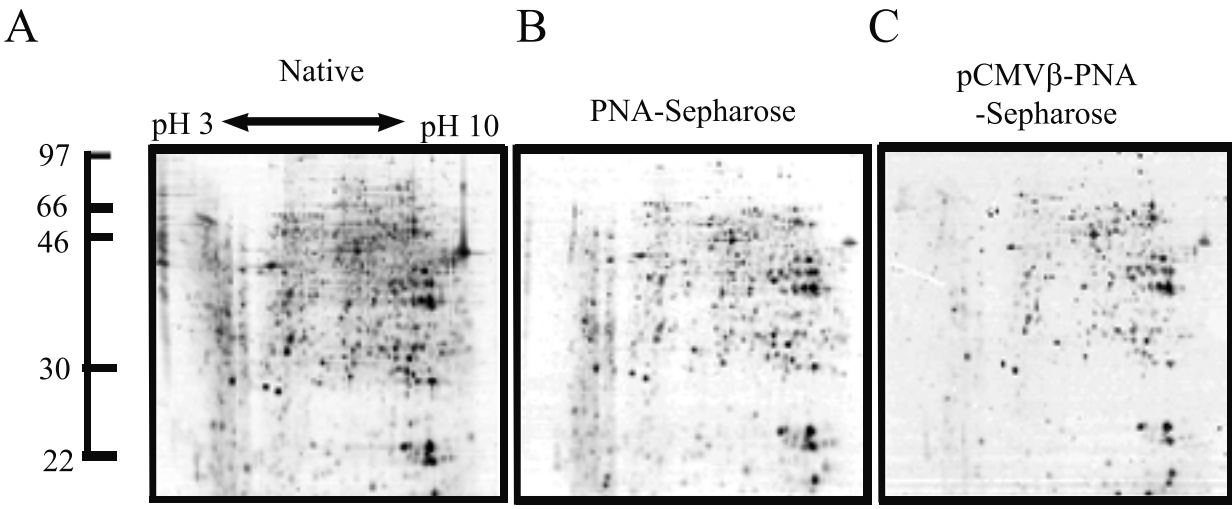 A
B
C
Native
pH 3
pH 10
PNA-Sepharose
pCMVβ-PNA
-Sepharose
97
66
46
30
22